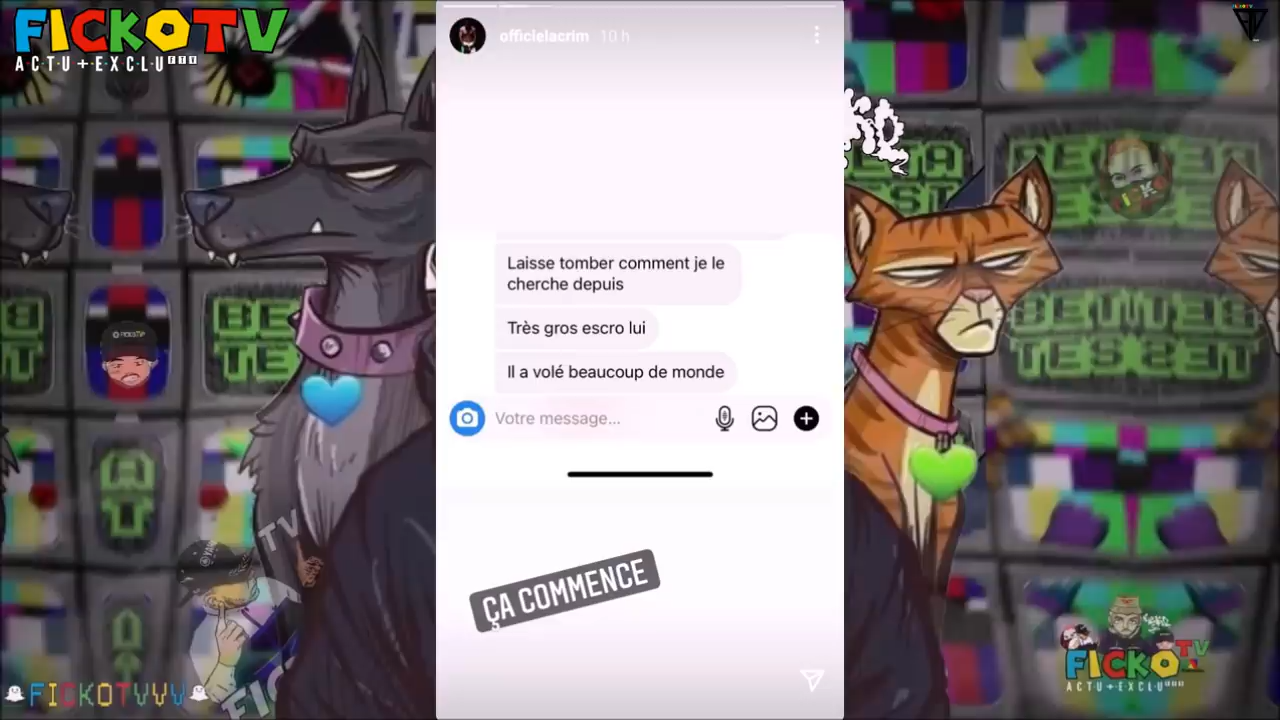 FICKOTV
ACTU+EXCLU
officielacrim 10 h
Laisse tomber comment je le
cherche depuis
Très gros escro lui
Il a volé beaucoup de monde
Votre message...
ÇA COMMENCE
FICKOTV
ACTU+EXCLU
FICKOTVVV